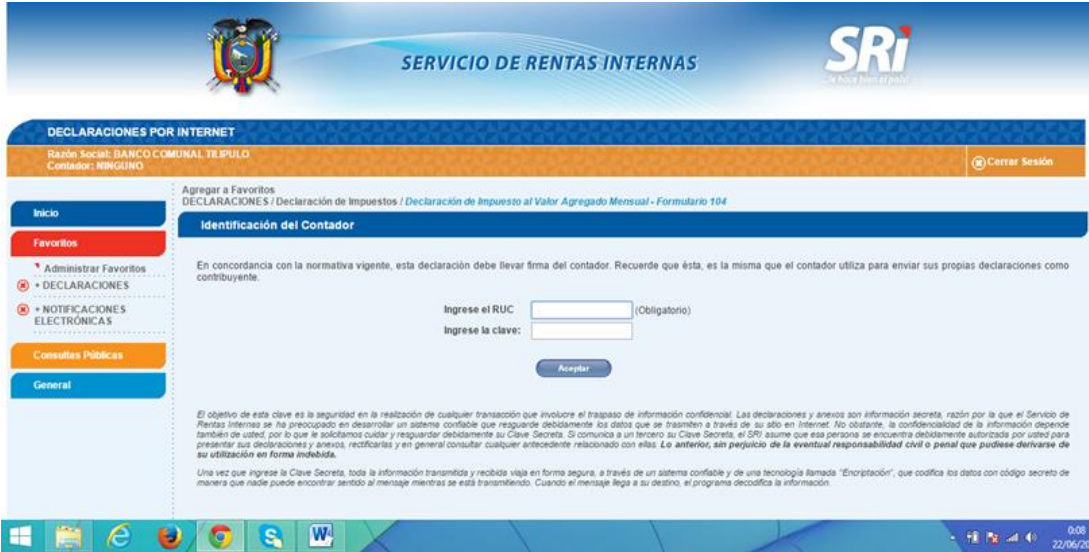 SERVICIO DE RENTAS INTERNAS
SRi
...le hace bien al país!
DECLARACIONES POR INTERNET
Razón Social: BANCO COMUNAL TILIPULO
Contador: NINGUNO
Cerrar Sesión
Agregar a Favoritos
DECLARACIONES / Declaración de Impuestos / Declaración de Impuesto al Valor Agregado Mensual - Formulario 104
Inicio
Identificación del Contador
Favoritos
Administrar Favoritos
+ DECLARACIONES
+ NOTIFICACIONES
ELECTRÓNICAS
Consultas Públicas
General
En concordancia con la normativa vigente, esta declaración debe llevar firma del contador. Recuerde que ésta, es la misma que el contador utiliza para enviar sus propias declaraciones como
contribuyente.
Ingrese el RUC (Obligatorio)
Ingrese la clave:
Aceptar
El objetivo de esta clave es la seguridad en la realización de cualquier transacción que involucre el traspaso de información confidencial. Las declaraciones y anexos son información secreta, razón por la que el Servicio de
Rentas Internas se ha preocupado en desarrollar un sistema confiable que resguarde debidamente los datos que se trasmiten a través de su sitio en Internet. No obstante, la confidencialidad de la información depende
también de usted, por lo que le solicitamos cuidar y resguardar debidamente su Clave Secreta. Si comunica a un tercero su Clave Secreta, el SRI asume que esa persona se encuentra debidamente autorizada por usted para
presentar sus declaraciones y anexos, rectificarlas y en general consultar cualquier antecedente relacionado con ellas. Lo anterior, sin perjuicio de la eventual responsabilidad civil o penal que pudiese derivarse de
su utilización en forma indebida.
Una vez que ingrese la Clave Secreta, toda la información transmitida y recibida viaja en forma segura, a través de un sistema confiable y de una tecnología llamada "Encriptación", que codifica los datos con código secreto de
manera que nadie puede encontrar sentido al mensaje mientras se está transmitiendo. Cuando el mensaje llega a su destino, el programa decodifica la información.
0:08
22/06/20